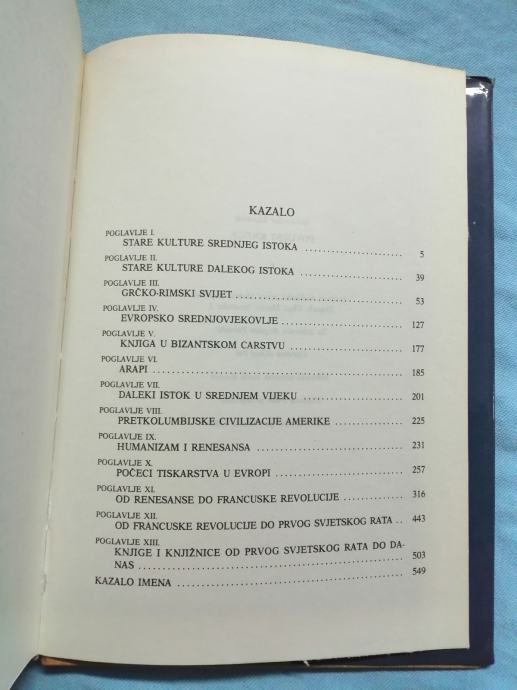 KAZALO
POGLAVLJE I.
STARE KULTURE SREDNJEG ISTOKA ........................ 5
POGLAVLJE II.
STARE KULTURE DALEKOG ISTOKA ........................ 39
POGLAVLJE III.
GRČKO-RIMSKI SVIJET ........................ 53
POGLAVLJE IV.
EVROPSKO SREDNJOVJEKOVLJE ........................ 127
POGLAVLJE V.
KNJIGA U BIZANTSKOM CARSTVU ........................ 177
POGLAVLJE VI.
ARAPI ........................ 185
POGLAVLJE VII.
DALEKI ISTOK U SREDNJEM VIJEKU ........................ 201
POGLAVLJE VIII.
PRETKOLUMBIJSKE CIVILIZACIJE AMERIKE ................ 225
POGLAVLJE IX.
HUMANIZAM I RENESANSA ........................ 231
POGLAVLJE X.
POČECI TISKARSTVA U EVROPI ........................ 257
POGLAVLJE XI.
OD RENESANSE DO FRANCUSKE REVOLUCIJE ............ 316
POGLAVLJE XII.
OD FRANCUSKE REVOLUCIJE DO PRVOG SVJETSKOG RATA .. 443
POGLAVLJE XIII.
KNJIGE I KNJIŽNICE OD PRVOG SVJETSKOG RATA DO DA-
NAS ........................ 503
KAZALO IMENA ........................ 549